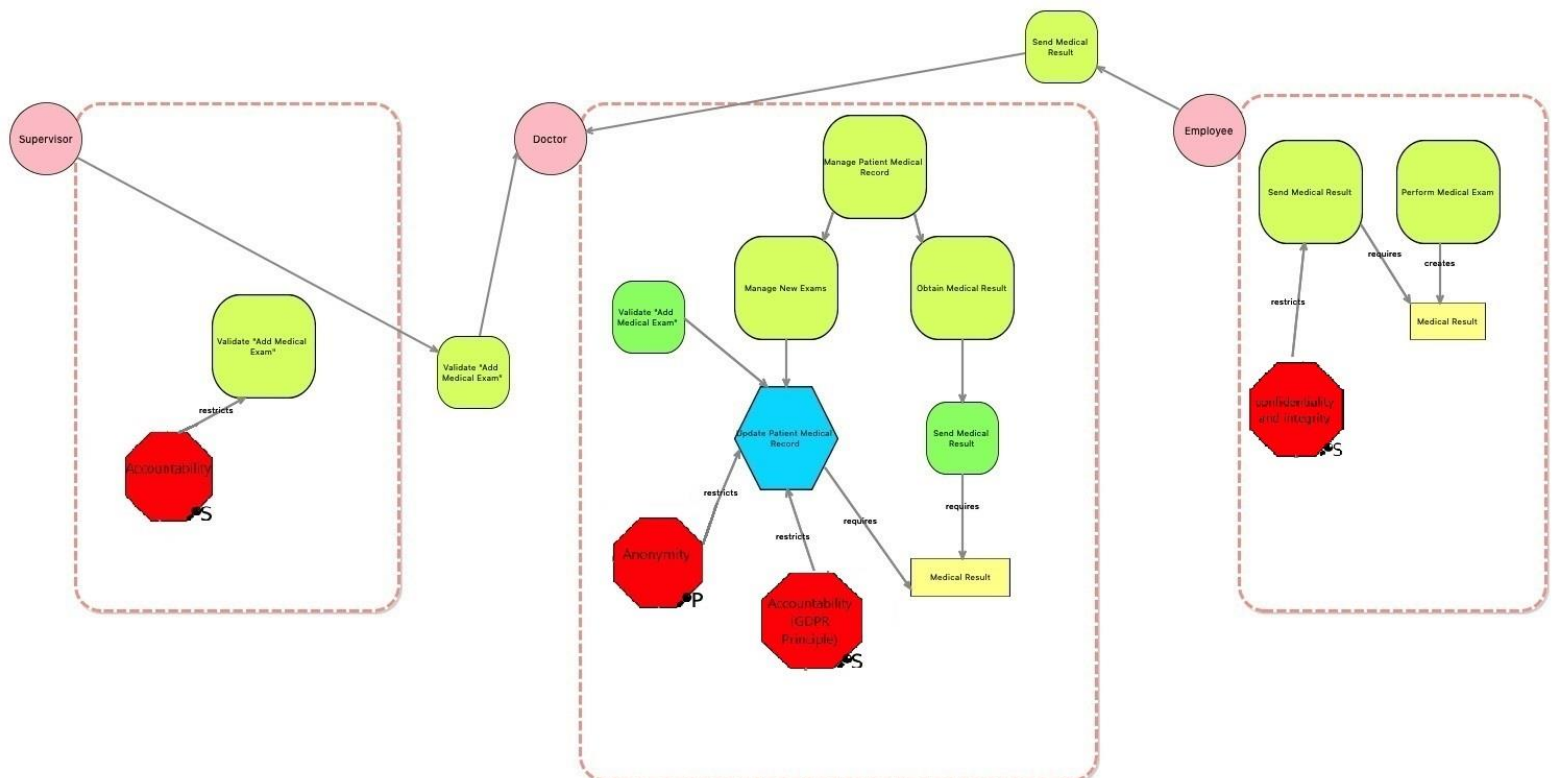 Send Medical
Result
Supervisor
Doctor
Employee
Manage Patient Medical
Record
Send Medical Result
Perform Medical Exam
requires
creates
Manage New Exams
Obtain Medical Result
restricts
Validate "Add
Medical Exam"
Medical Result
Validate "Add Medical
Exam"
Validate "Add
Medical Exam"
restricts
confidentiality
and integrity
S
Update Patient Medical
Record
Send Medical
Result
Accountability
S
restricts
requires
requires
restricts
Anonymity
P
Medical Result
Accountability
(GDPR
Principle)
S